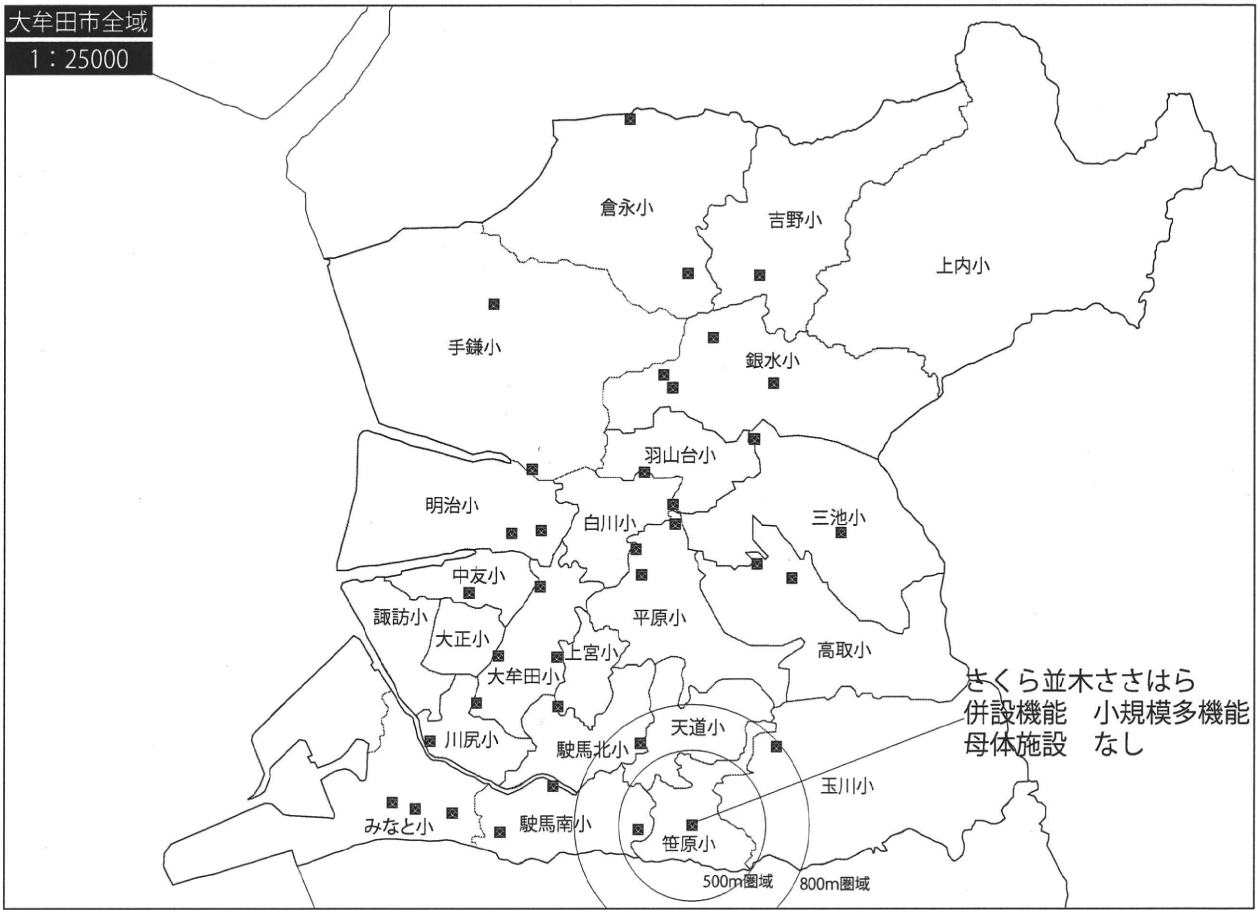 大牟田市全域
1：25000
倉永小
吉野小
上内小
手鎌小
銀水小
羽山台小
明治小
白川小
三池小
中友小
諏訪小
大正小
平原小
大牟田小
上宮小
高取小
さくら並木ささはら
併設機能　小規模多機能
母体施設　なし
天道小
川尻小
駛馬北小
玉川小
みなと小
駛馬南小
笹原小
500m圏域
800m圏域